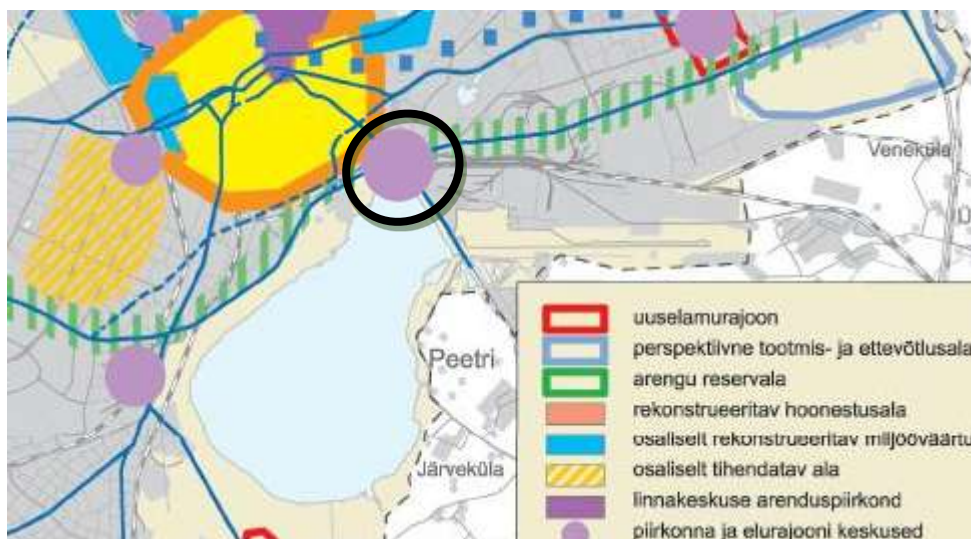 Veneküla
Peetri
Järveküla
uuselamurajoon
perspektiivne tootmis- ja ettevõtlusala
arengu reservala
rekonstrueeritav hoonestusala
osaliselt rekonstrueeritav miljööväärtu
osaliselt tihendatav ala
linnakeskuse arenduspiirkond
piirkonna ja elurajooni keskused